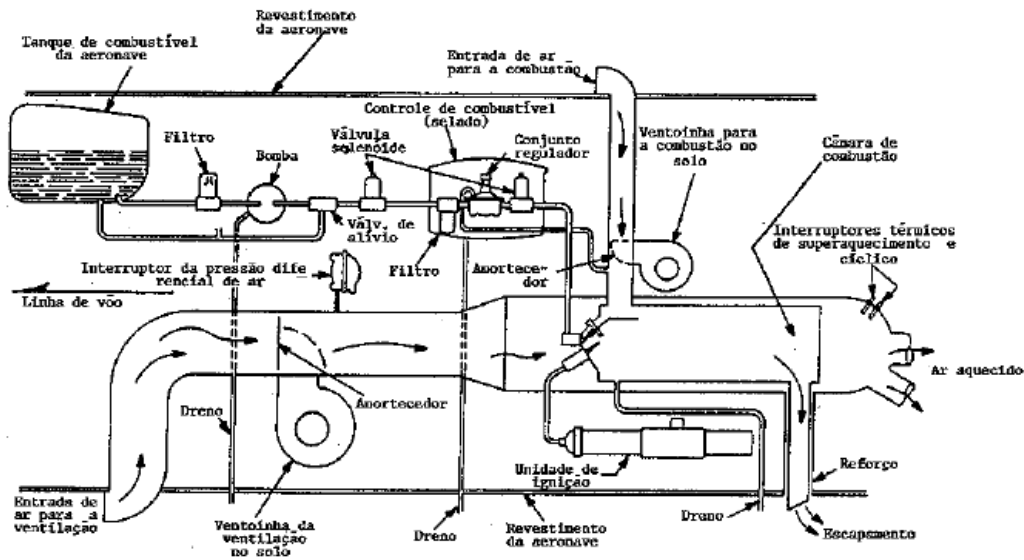 Revestimento
da aeronave
Tanque de combustível
da aeronave
Entrada de ar
para a combustão
Controle de combustível
(selado)
Ventoinha para
a combustão no
solo
Câmara de
combustão
Filtro
Bomba
Válvula
solenoide
Conjunto
regulador
Válv. de
alívio
Filtro
Interruptores térmicos
de superaquecimento e
cíclico
Interruptor da pressão dife
rencial de ar
Amortece-
dor
Linha de vôo
Ar aquecido
Dreno
Amortecedor
Unidade de
ignição
Reforço
Entrada de
ar para a
ventilação
Ventoinha da
ventilação
no solo
Dreno
Revestimento
da aeronave
Dreno
Escapamento